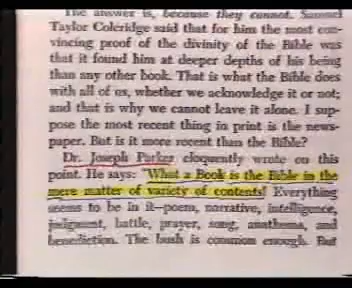 The answer is, because they cannot. Samuel
Taylor Coleridge said that for him the most con-
vincing proof of the divinity of the Bible was
that it found him at deeper depths of his being
than any other book. That is what the Bible does
with all of us, whether we acknowledge it or not;
and that is why we cannot leave it alone. I sup-
pose the most recent thing in print is the news-
paper. But is it more recent than the Bible?
Dr. Joseph Parker eloquently wrote on this
point. He says: "What a Book is the Bible in the
mere matter of variety of contents! Everything
seems to be in it—poem, narrative, intelligence,
judgment, battle, prayer, song, anathema, and
benediction. The bush is common enough. But